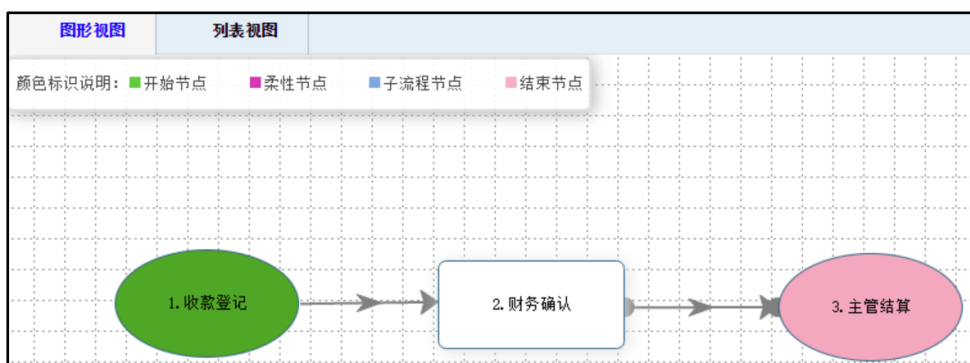 图形视图 列表视图
颜色标识说明： 开始节点 柔性节点 子流程节点 结束节点
1.收款登记 2.财务确认 3.主管结算